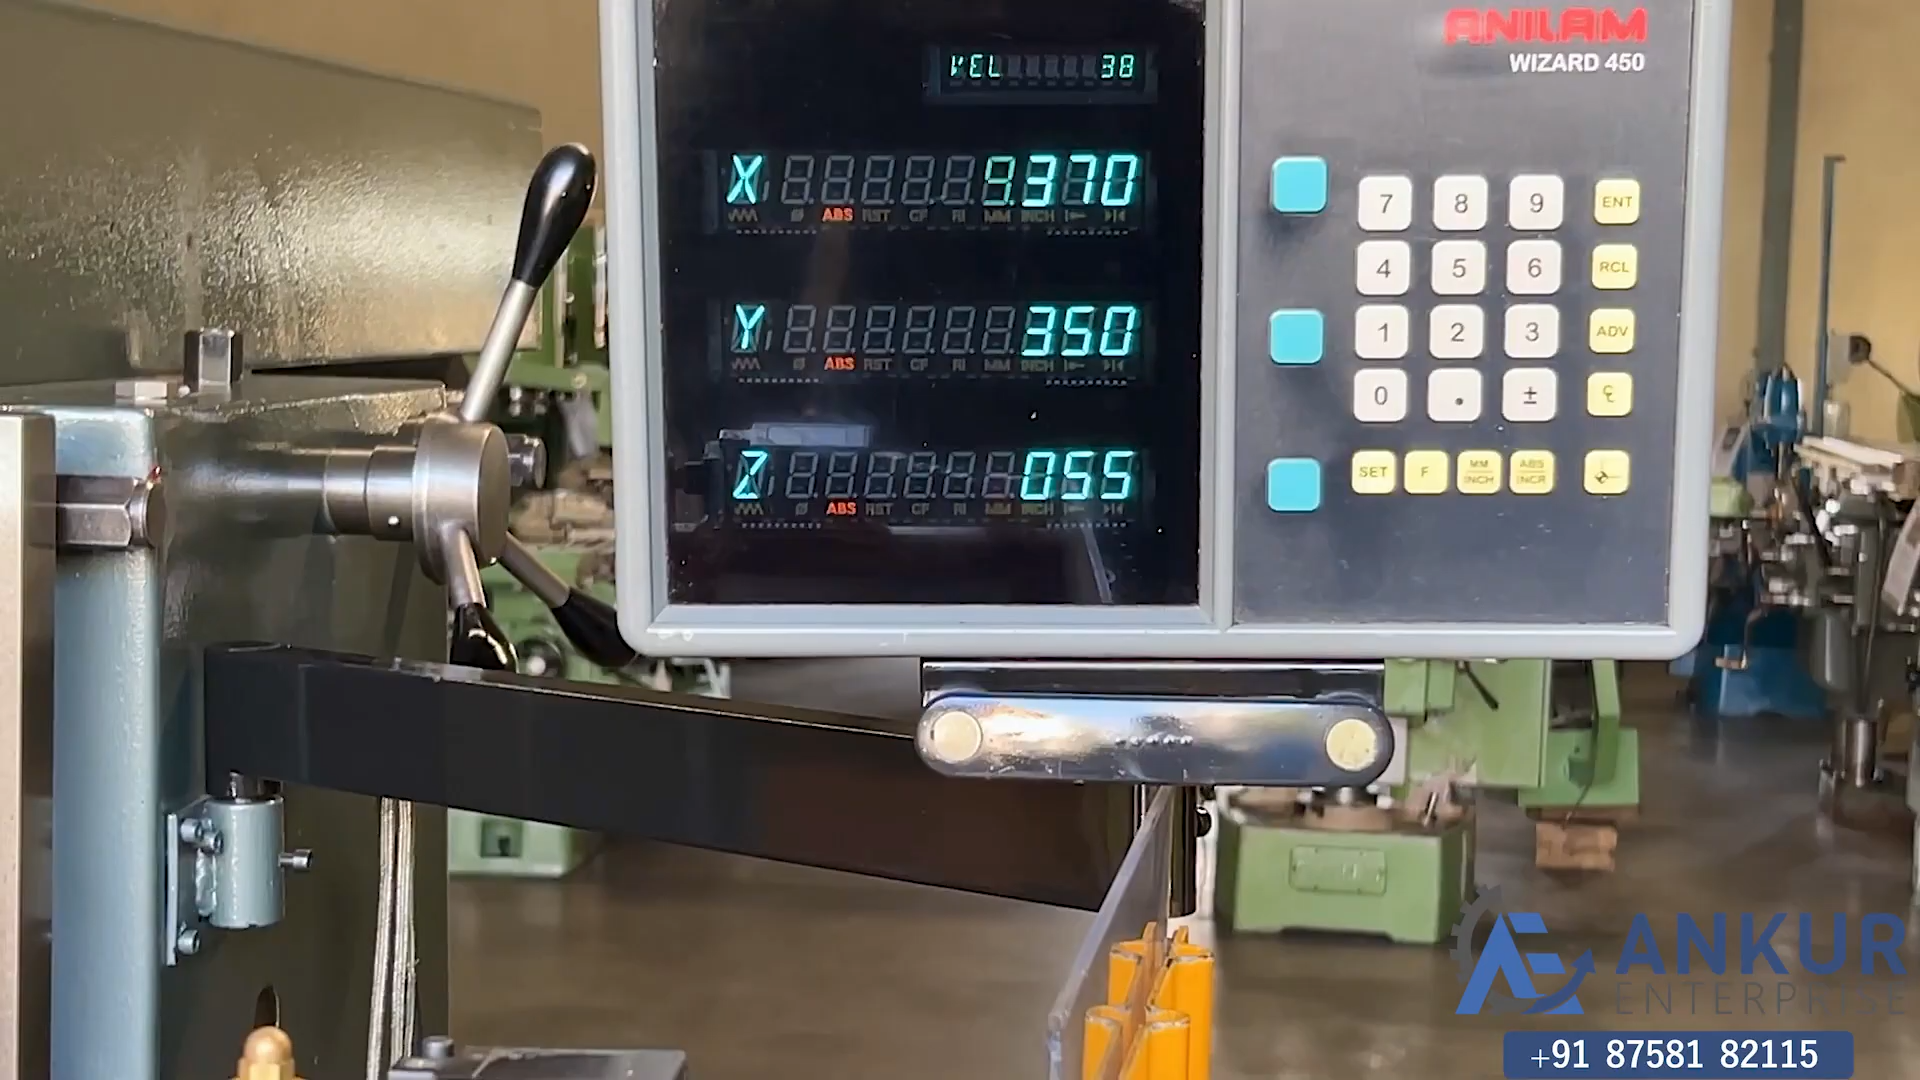 ANILAM
WIZARD 450
VEL 38
X 9.370
ABS RST CF RI MM INCH
Y .350
ABS RST CF RI MM INCH
Z .055
ABS RST CF RI MM INCH
7 8 9 ENT
4 5 6 RCL
1 2 3 ADV
0 . ±
SET F MM INCH ABS INCR
ANKUR
ENTERPRISE
+91 87581 82115